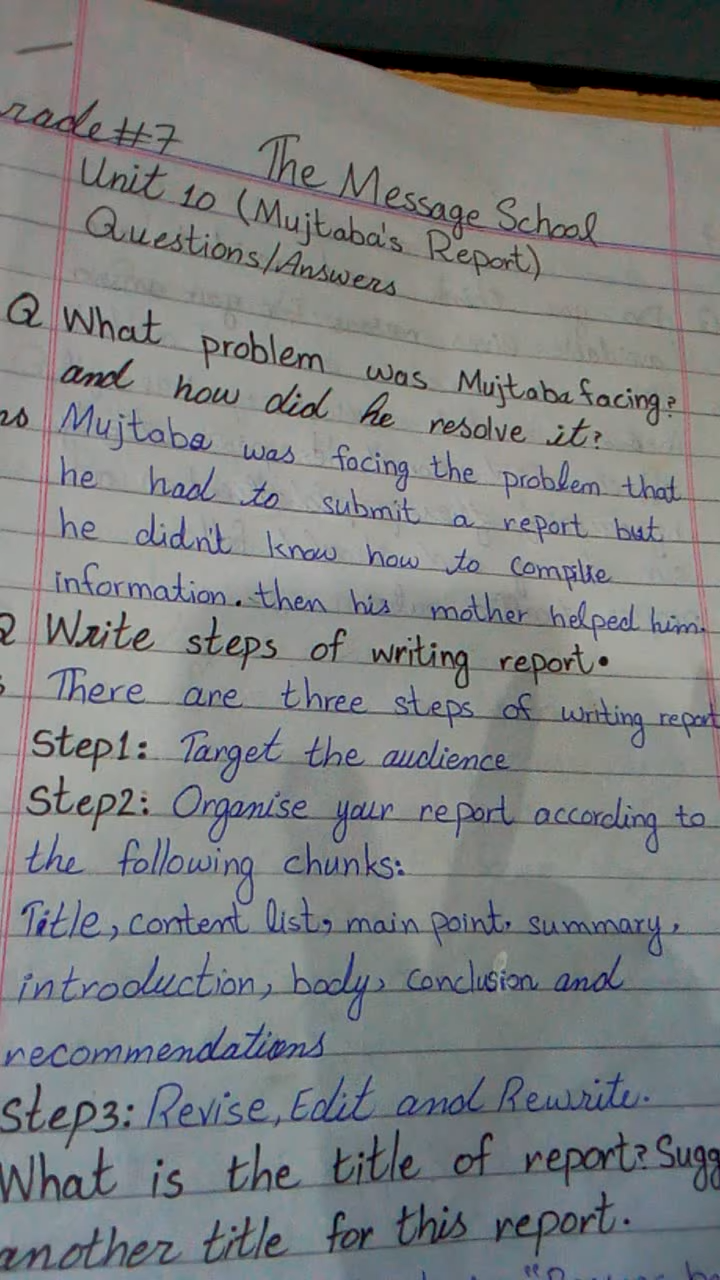 rade#7 The Message School
Unit 10 (Mujtaba's Report)
Questions/Answers
Q What problem was Mujtaba facing?
and how did he resolve it?
Mujtaba was facing the problem that
he had to submit a report but
he didn't know how to compile
information. then his mother helped him.
Q Write steps of writing report.
There are three steps of writing report
Step1: Target the audience
Step2: Organise your report according to
the following chunks:
Title, content list, main point, summary,
introduction, body, conclusion and
recommendations
Step3: Revise, Edit and Rewrite.
What is the title of report? Sugg
another title for this report.